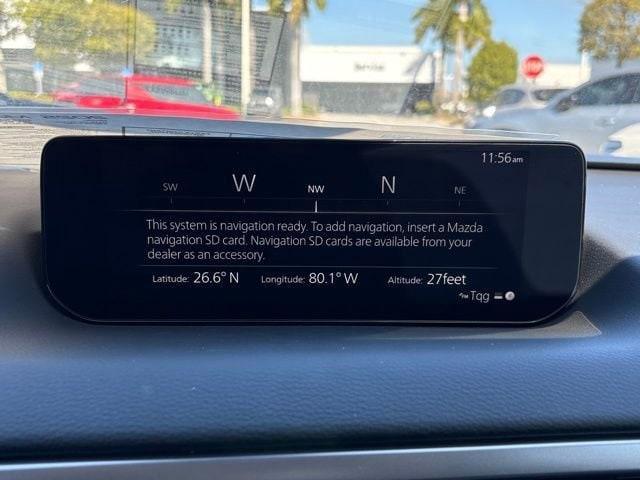 11:56am
SW W NW N NE
This system is navigation ready. To add navigation, insert a Mazda
navigation SD card. Navigation SD cards are available from your
dealer as an accessory.
Latitude: 26.6° N Longitude: 80.1° W Altitude: 27feet
Tqg